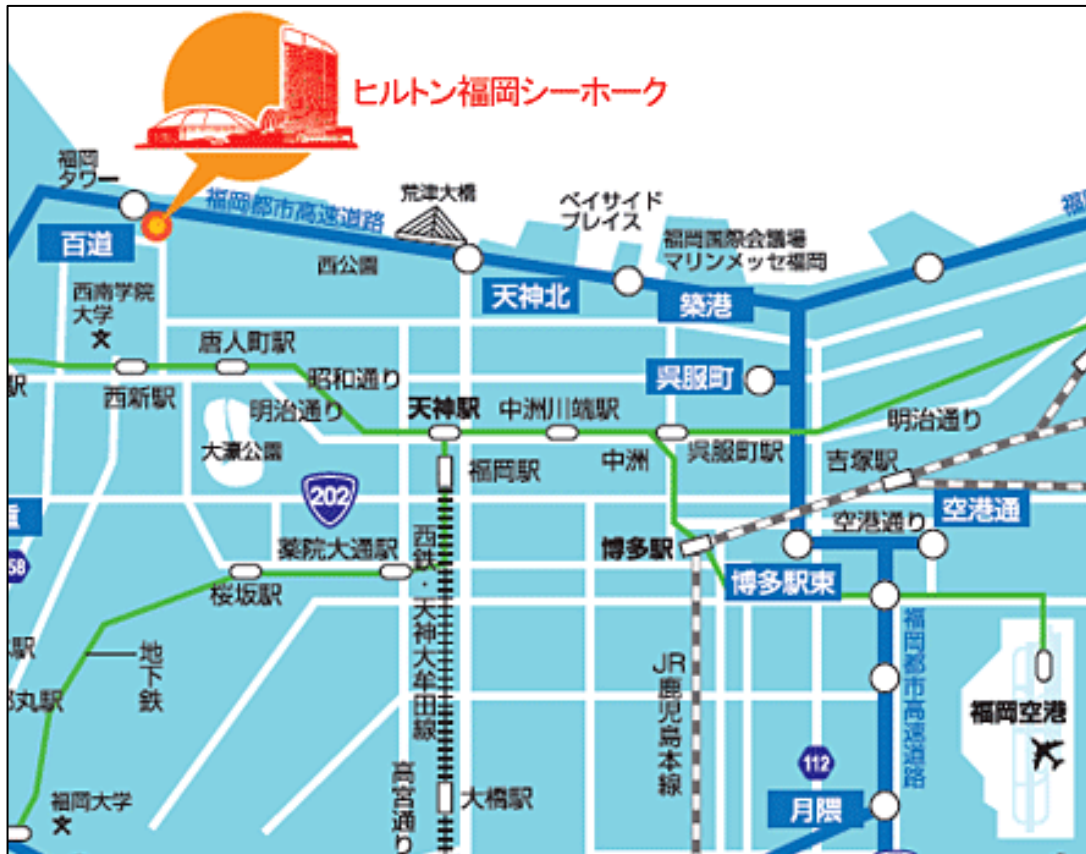 ヒルトン福岡シーホーク
福岡
タワー
福岡都市高速道路
荒津大橋
ベイサイド
プレイス
福岡国際会議場
マリンメッセ福岡
百道
西公園
天神北
築港
西南学院
大学
唐人町駅
昭和通り
呉服町
西新駅
明治通り
天神駅
中洲川端駅
大濠公園
福岡駅
中洲
呉服町駅
明治通り
吉塚駅
202
空港通り
空港通
博多駅
薬院大通駅
西鉄・天神大牟田線
桜坂駅
博多駅東
地下鉄
JR鹿児島本線
福岡都市高速道路
福岡空港
112
福岡大学
高宮通り
大橋駅
月隈
58
駅
駅
丸駅